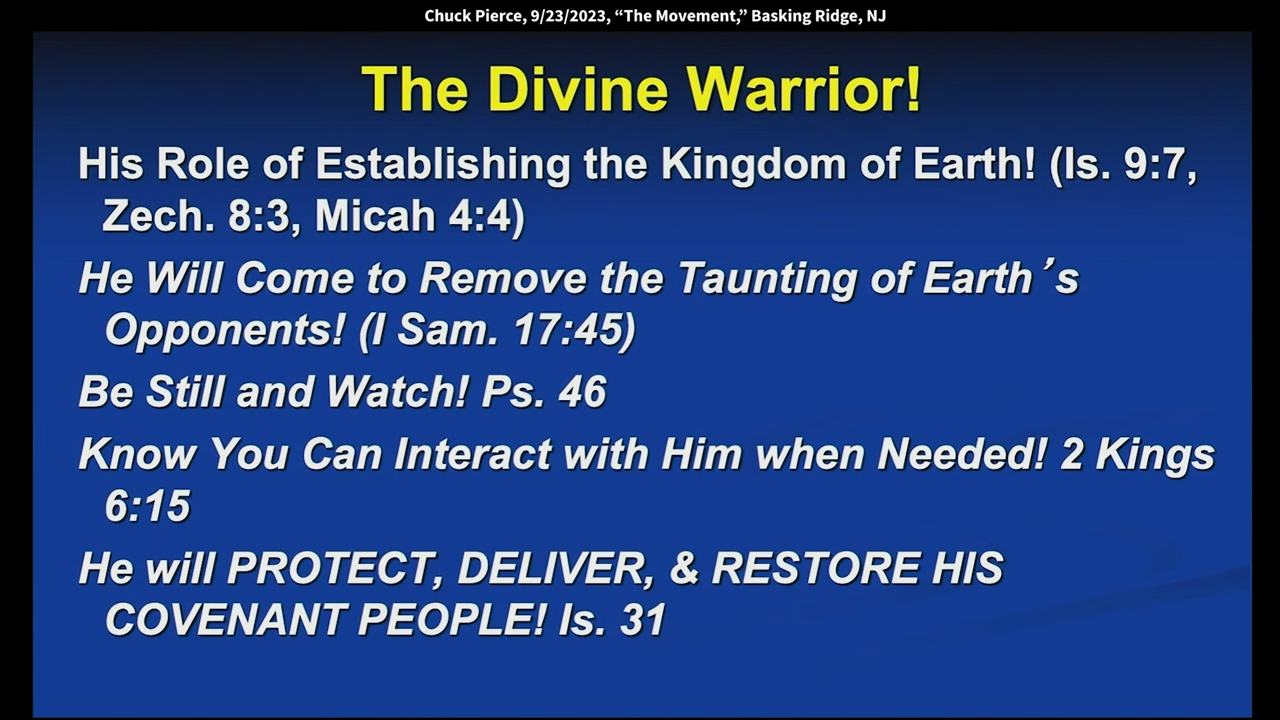 Chuck Pierce, 9/23/2023, “The Movement,” Basking Ridge, NJ
The Divine Warrior!
His Role of Establishing the Kingdom of Earth! (Is. 9:7,
Zech. 8:3, Micah 4:4)
He Will Come to Remove the Taunting of Earth’s
Opponents! (I Sam. 17:45)
Be Still and Watch! Ps. 46
Know You Can Interact with Him when Needed! 2 Kings
6:15
He will PROTECT, DELIVER, & RESTORE HIS
COVENANT PEOPLE! Is. 31